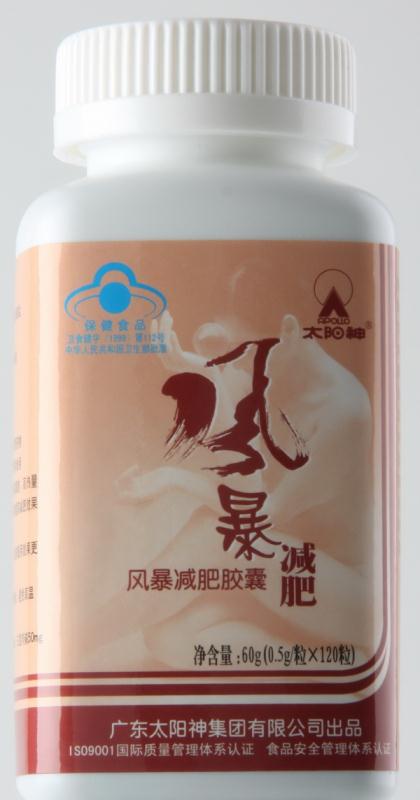 保健食品
卫食健字（1999）第112号
中华人民共和国卫生部批准
APOLLO
太阳神®
风暴
减肥
风暴减肥胶囊
净含量:60g(0.5g/粒×120粒)
广东太阳神集团有限公司出品
ISO9001国际质量管理体系认证 食品安全管理体系认证